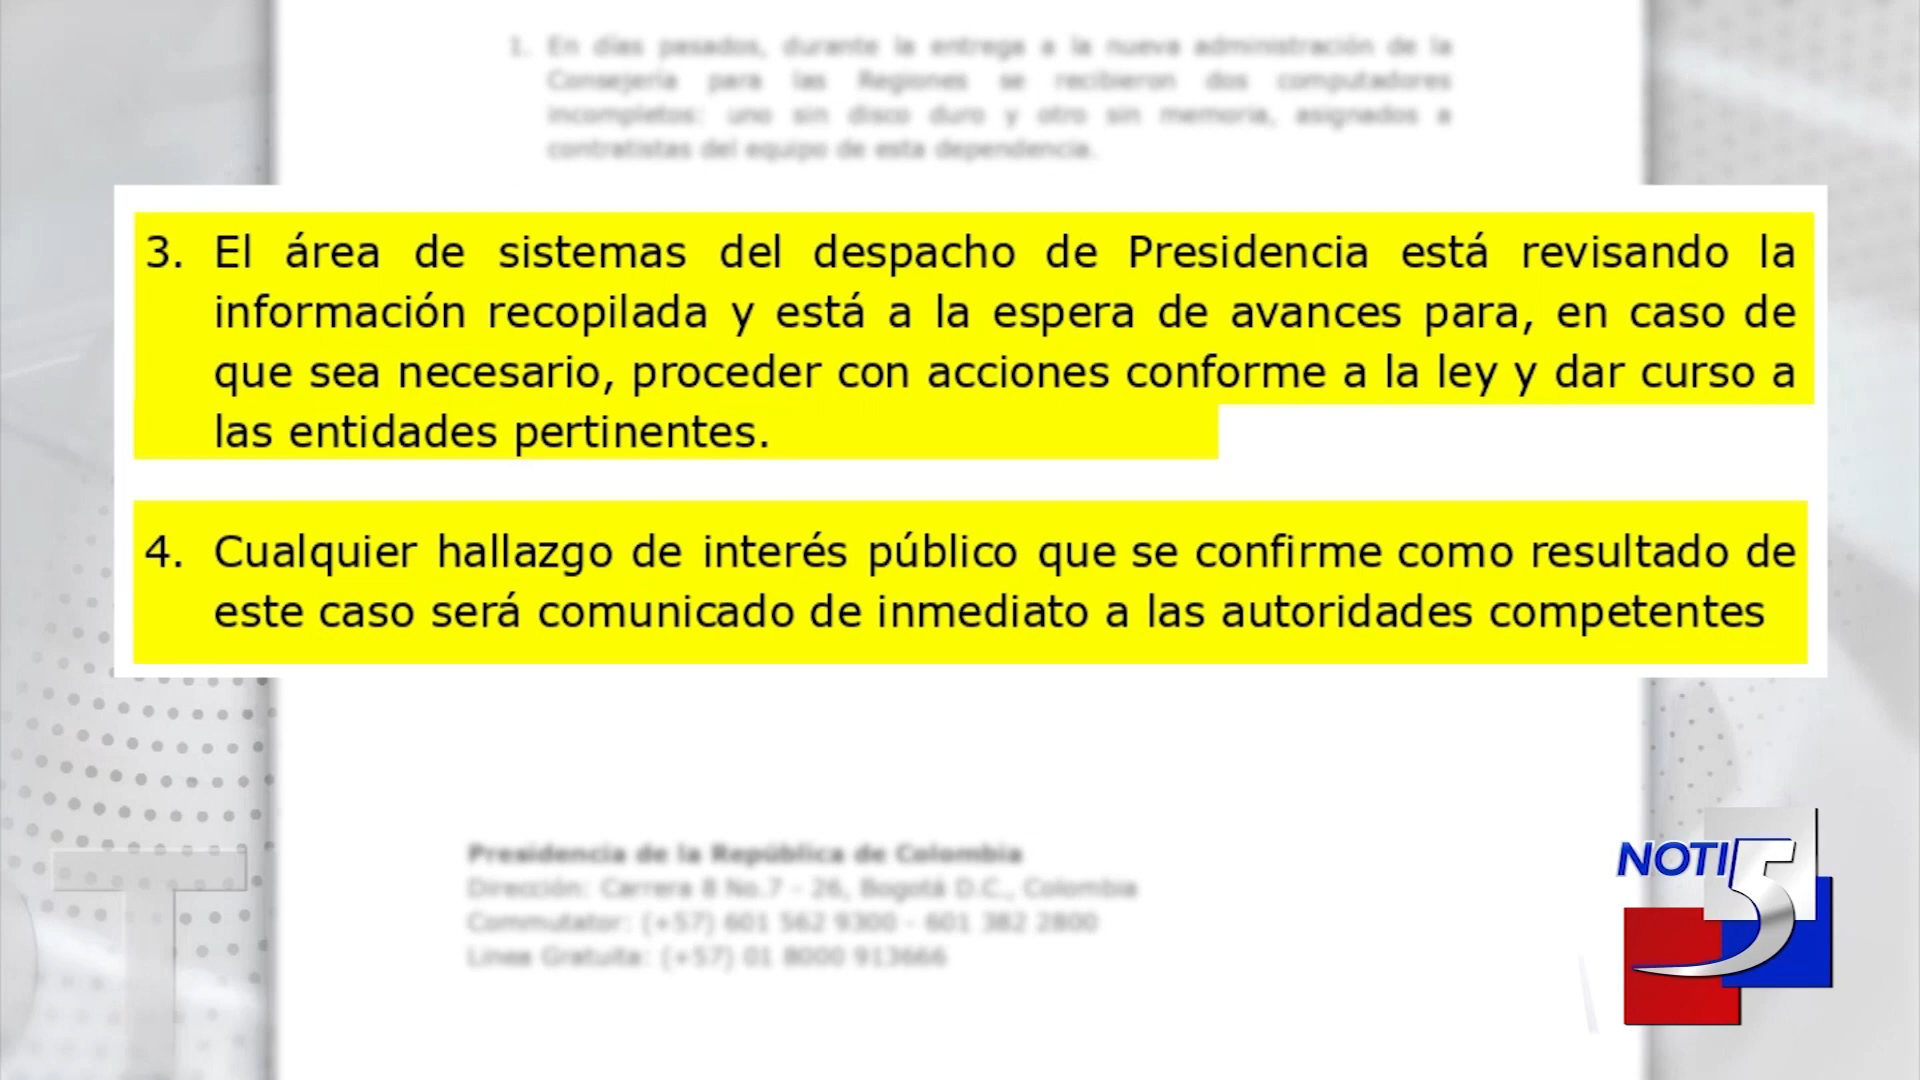 1. En días pasados, durante la entrega a la nueva administración de la
Consejería para las Regiones se recibieron dos computadores
incompletos: uno sin disco duro y otro sin memoria, asignados a
contratistas del equipo de esta dependencia.
3. El área de sistemas del despacho de Presidencia está revisando la
información recopilada y está a la espera de avances para, en caso de
que sea necesario, proceder con acciones conforme a la ley y dar curso a
las entidades pertinentes.
4. Cualquier hallazgo de interés público que se confirme como resultado de
este caso será comunicado de inmediato a las autoridades competentes
Presidencia de la República de Colombia
Dirección: Carrera 8 No.7 - 26, Bogotá D.C., Colombia
Conmutator: (+57) 601 562 9300 - 601 382 2800
Linea Gratuita: (+57) 01 8000 913666
NOTI5